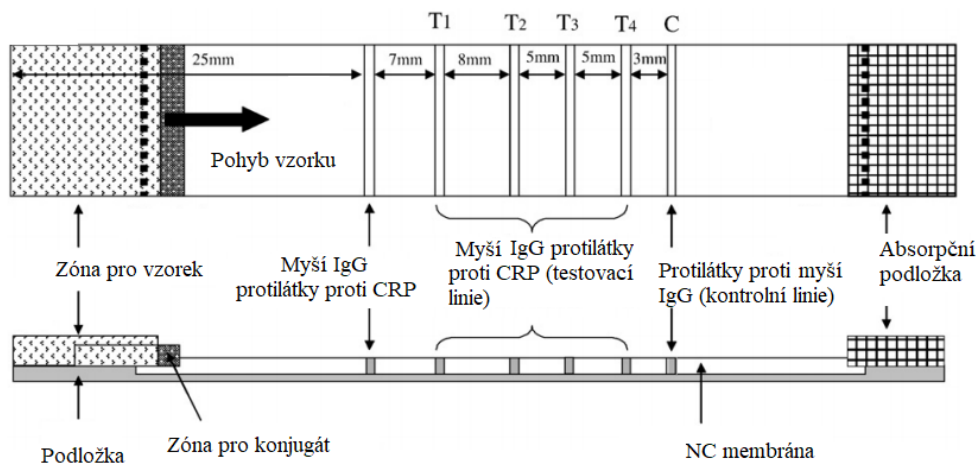 T1 T2 T3 T4 C
25mm 7mm 8mm 5mm 5mm 3mm
Pohyb vzorku
Zóna pro vzorek
Myší IgG
protilátky proti CRP
Myší IgG protilátky
proti CRP (testovací
linie)
Protilátky proti myší
IgG (kontrolní linie)
Absorpční
podložka
Podložka
Zóna pro konjugát
NC membrána